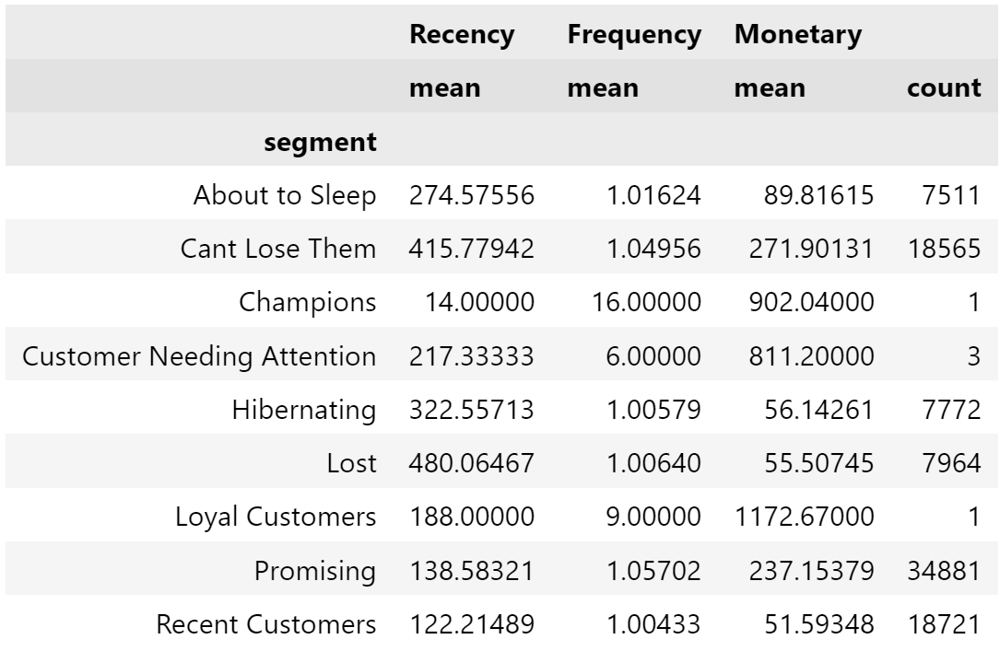 Recency Frequency Monetary
mean mean mean count
segment
About to Sleep 274.57556 1.01624 89.81615 7511
Cant Lose Them 415.77942 1.04956 271.90131 18565
Champions 14.00000 16.00000 902.04000 1
Customer Needing Attention 217.33333 6.00000 811.20000 3
Hibernating 322.55713 1.00579 56.14261 7772
Lost 480.06467 1.00640 55.50745 7964
Loyal Customers 188.00000 9.00000 1172.67000 1
Promising 138.58321 1.05702 237.15379 34881
Recent Customers 122.21489 1.00433 51.59348 18721